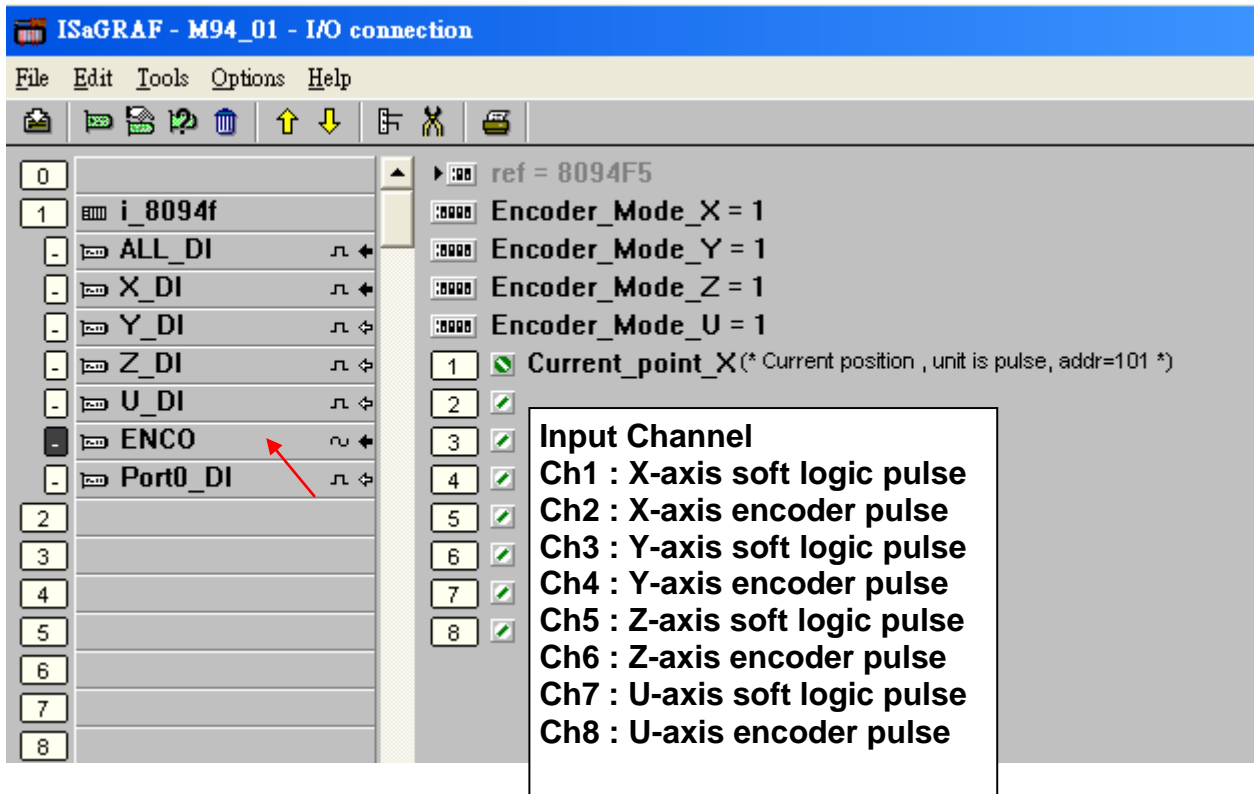 ISaGRAF - M94_01 - I/O connection
File Edit Tools Options Help
0
1 i_8094f
- ALL_DI
- X_DI
- Y_DI
- Z_DI
- U_DI
- ENCO
- Port0_DI
2
3
4
5
6
7
8
ref = 8094F5
Encoder_Mode_X = 1
Encoder_Mode_Y = 1
Encoder_Mode_Z = 1
Encoder_Mode_U = 1
1 Current_point_X (* Current position , unit is pulse, addr=101 *)
2
3
4
5
6
7
8
Input Channel
Ch1 : X-axis soft logic pulse
Ch2 : X-axis encoder pulse
Ch3 : Y-axis soft logic pulse
Ch4 : Y-axis encoder pulse
Ch5 : Z-axis soft logic pulse
Ch6 : Z-axis encoder pulse
Ch7 : U-axis soft logic pulse
Ch8 : U-axis encoder pulse